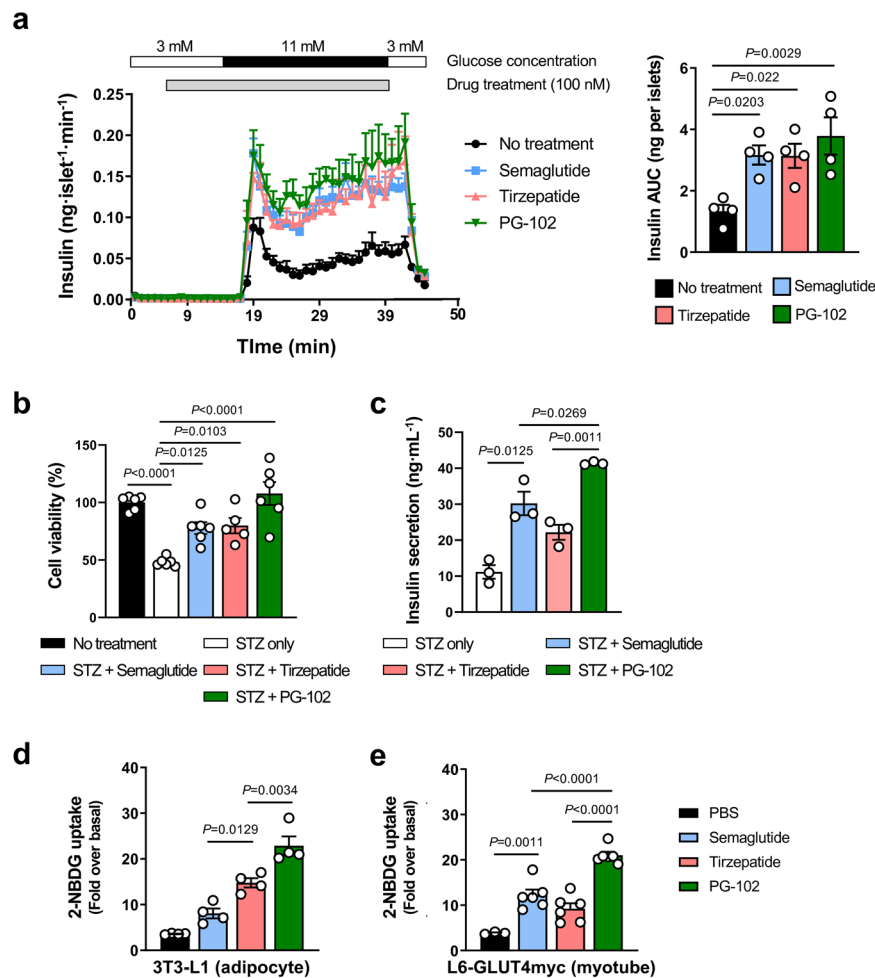 a
3 mM 11 mM 3 mM
Glucose concentration
Drug treatment (100 nM)
Insulin (ng·islet⁻¹·min⁻¹)
0.25
0.20
0.15
0.10
0.05
0.00
0 9 19 29 39 50
TIme (min)
No treatment
Semaglutide
Tirzepatide
PG-102
P=0.0029
P=0.022
P=0.0203
Insulin AUC (ng per islets)
6
4
2
0
No treatment Semaglutide
Tirzepatide PG-102
b
P<0.0001
P=0.0103
P=0.0125
P<0.0001
Cell viability (%)
150
100
50
0
No treatment STZ only
STZ + Semaglutide STZ + Tirzepatide
STZ + PG-102
c
P=0.0269
P=0.0125 P=0.0011
Insulin secretion (ng·mL⁻¹)
50
40
30
20
10
0
STZ only STZ + Semaglutide
STZ + Tirzepatide STZ + PG-102
d
P=0.0034
P=0.0129
2-NBDG uptake
(Fold over basal)
40
30
20
10
0
3T3-L1 (adipocyte)
e
P<0.0001
P=0.0011 P<0.0001
2-NBDG uptake
(Fold over basal)
40
30
20
10
0
L6-GLUT4myc (myotube)
PBS
Semaglutide
Tirzepatide
PG-102